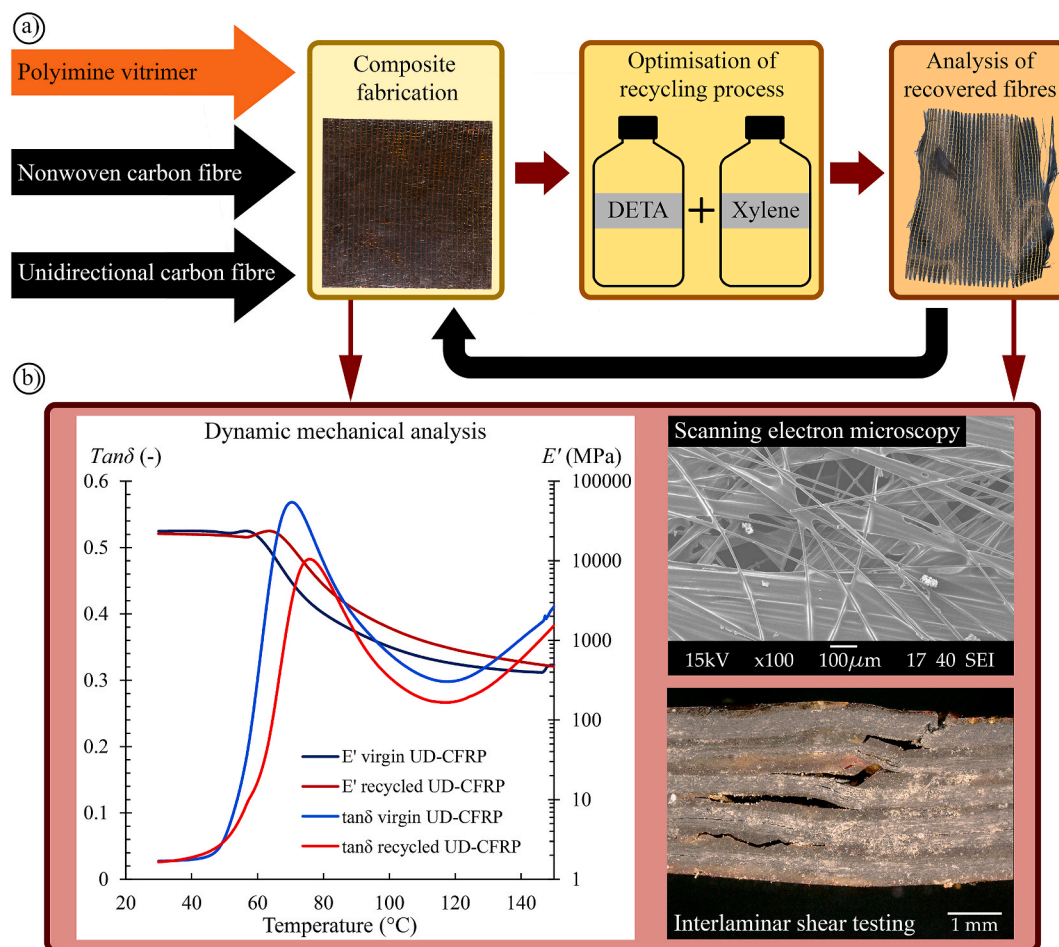 a)
Polyimine vitrimer
Nonwoven carbon fibre
Unidirectional carbon fibre
Composite
fabrication
Optimisation of
recycling process
DETA + Xylene
Analysis of
recovered fibres
b)
Dynamic mechanical analysis
Tanδ (-)
E' (MPa)
0.6
0.5
0.4
0.3
0.2
0.1
0
100000
10000
1000
100
10
1
E' virgin UD-CFRP
E' recycled UD-CFRP
tanδ virgin UD-CFRP
tanδ recycled UD-CFRP
20 40 60 80 100 120 140
Temperature (°C)
Scanning electron microscopy
15kV x100 100μm 17 40 SEI
Interlaminar shear testing
1 mm